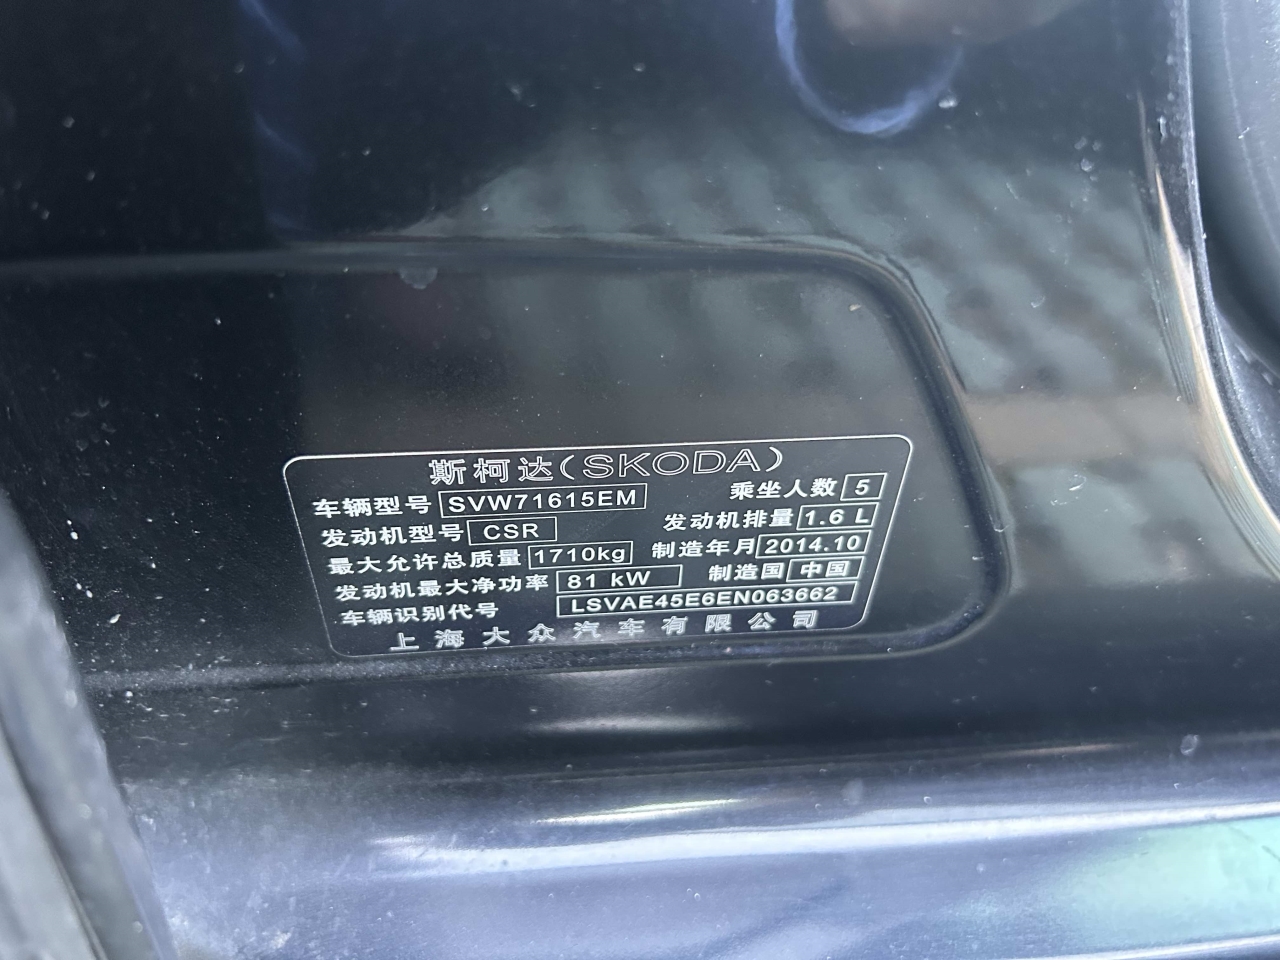 斯柯达(SKODA)
车辆型号 SVW71615EM 乘坐人数 5
发动机型号 CSR 发动机排量 1.6 L
最大允许总质量 1710kg 制造年月 2014.10
发动机最大净功率 81 kW 制造国 中国
车辆识别代号 LSVAE45E6EN063662
上海大众汽车有限公司